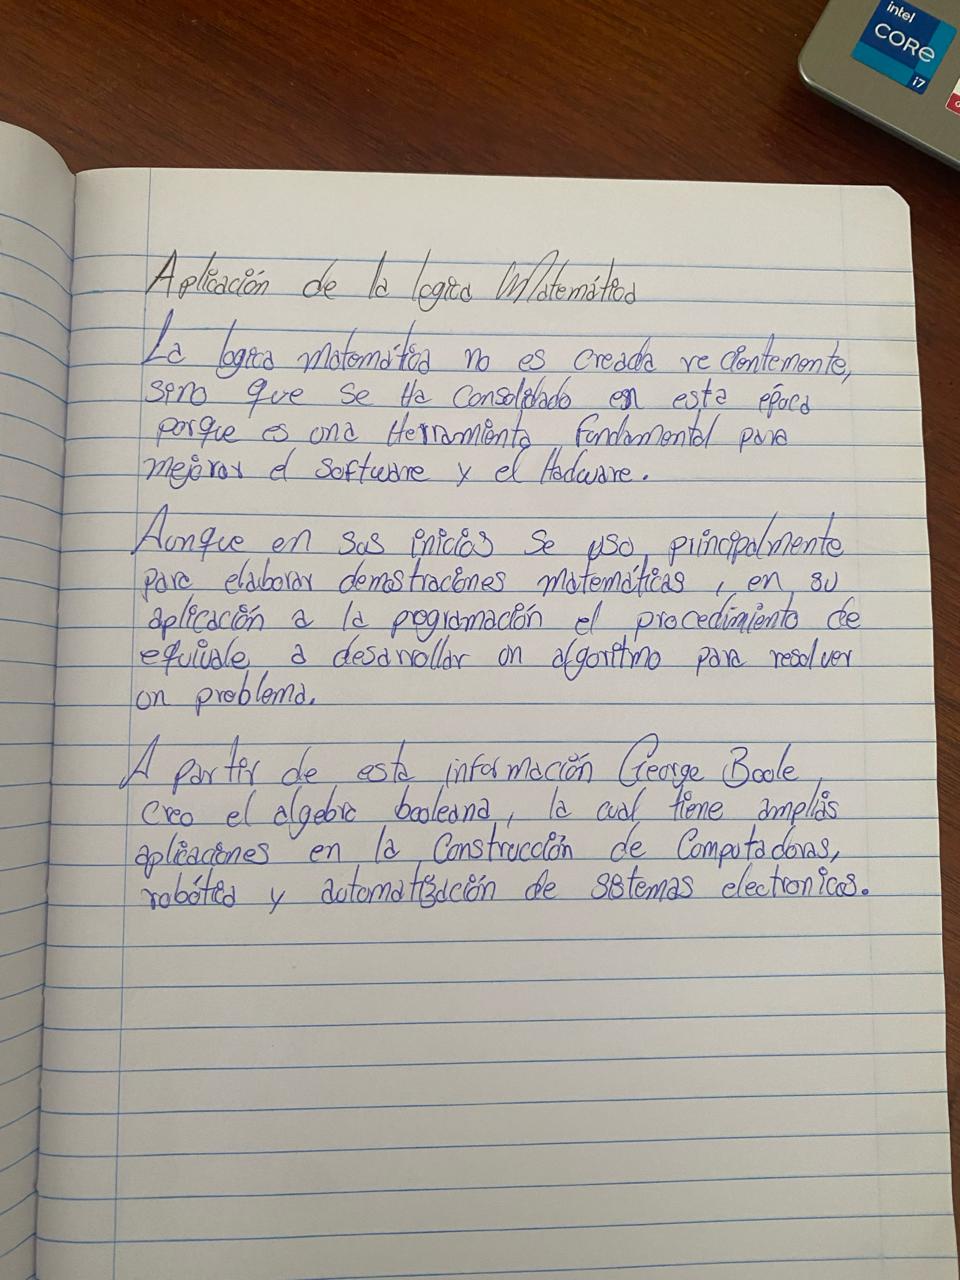 intel
CORE
i7
Aplicación de la logica Matemática
La logica matemática no es creada recientemente,
sino que se Ha consolidado en esta época
porque es una Herramienta fundamental para
mejorar el software y el Hadware.
Aunque en sus inicios se uso principalmente
para elaborar demostraciones matemáticas, en su
aplicación a la programación el procedimiento de
equivale a desarrollar un algoritmo para resolver
un problema.
A partir de esta información George Boole
creo el algebra booleana, la cual tiene amplias
aplicaciones en la Construcción de Computadoras,
robótica y automatización de sistemas electronicos.